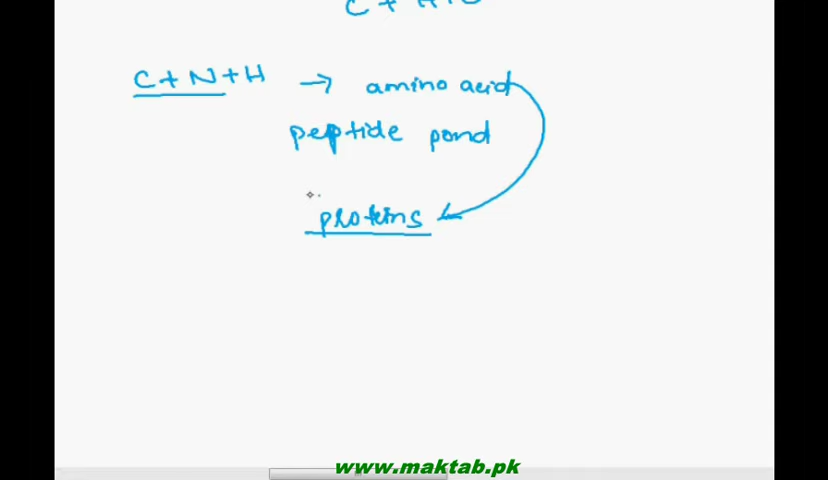 C + N + H → amino acid
peptide pond
proteins
www.maktab.pk